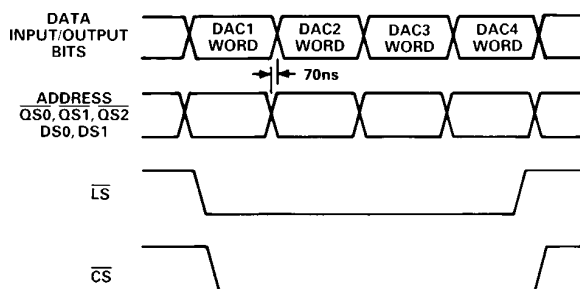 DATA
INPUT/OUTPUT
BITS
DAC1
WORD
DAC2
WORD
DAC3
WORD
DAC4
WORD
70ns
ADDRESS
QS0, QS1, QS2
DS0, DS1
LS
CS